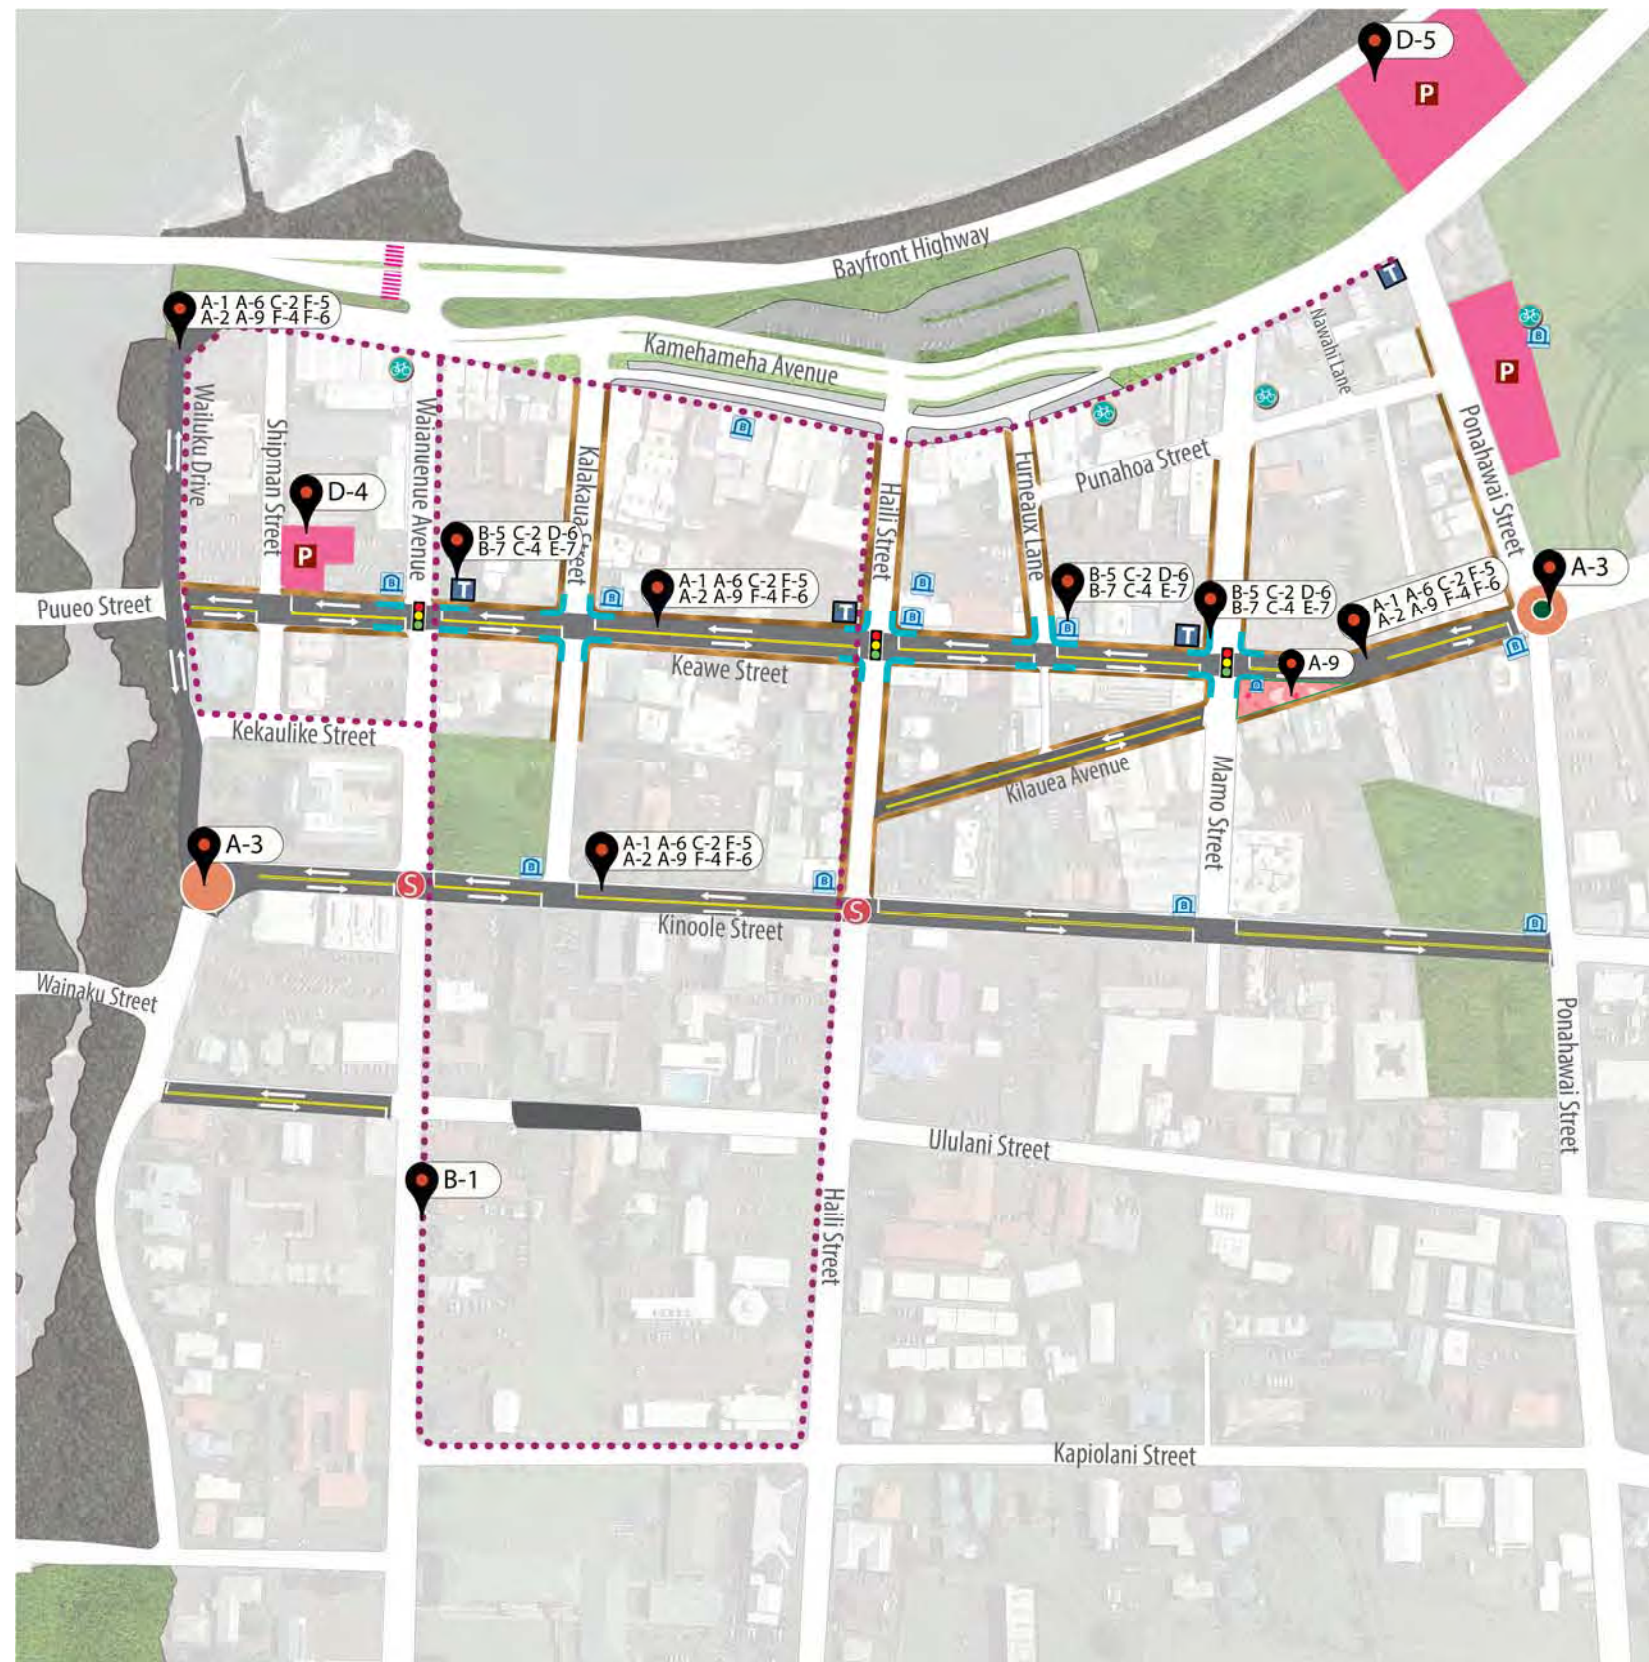 D-5
P
Bayfront Highway
T
A-1 A-6 C-2 F-5
A-2 A-9 F-4 F-6
Kamehameha Avenue
Nawahi Lane
B
P
Wailuku Drive
Shipman Street
Waianuenue Avenue
B
Kalakaua Street
Haili Street
Furneaux Lane
Punahoa Street
Ponahawai Street
D-4
P
B-5 C-2 D-6
B-7 C-4 E-7
B
T
B
A-1 A-6 C-2 F-5
A-2 A-9 F-4 F-6
T
B
B
B-5 C-2 D-6
B-7 C-4 E-7
B
T
B-5 C-2 D-6
B-7 C-4 E-7
A-1 A-6 C-2 F-5
A-2 A-9 F-4 F-6
A-3
B
Puueo Street
Keawe Street
A-9
B
Kekaulike Street
Kilauea Avenue
Mamo Street
A-3
A-1 A-6 C-2 F-5
A-2 A-9 F-4 F-6
B
B
S
S
B
B
Kinoole Street
Wainaku Street
Ponahawai Street
Ululani Street
B-1
Haili Street
Kapiolani Street